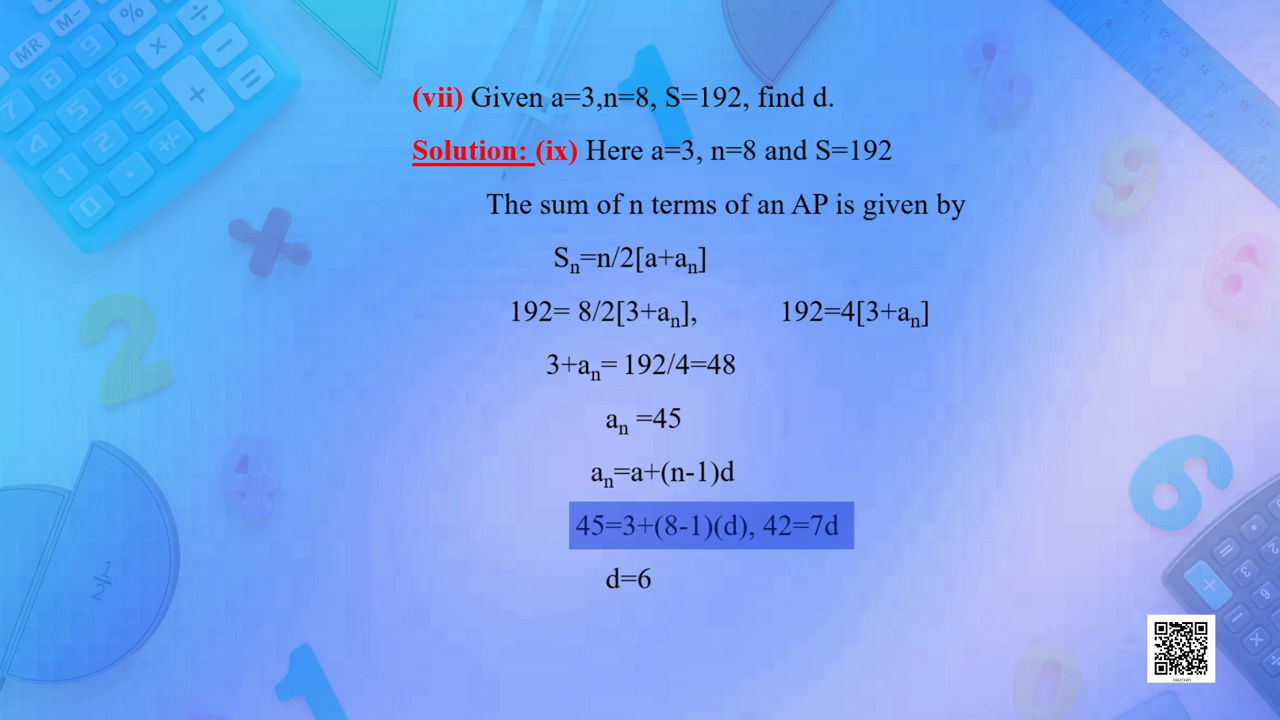 (vii) Given a=3,n=8, S=192, find d.
Solution: (ix) Here a=3, n=8 and S=192
The sum of n terms of an AP is given by
Sn=n/2[a+an]
192= 8/2[3+an], 192=4[3+an]
3+an= 192/4=48
an =45
an=a+(n-1)d
45=3+(8-1)(d), 42=7d
d=6